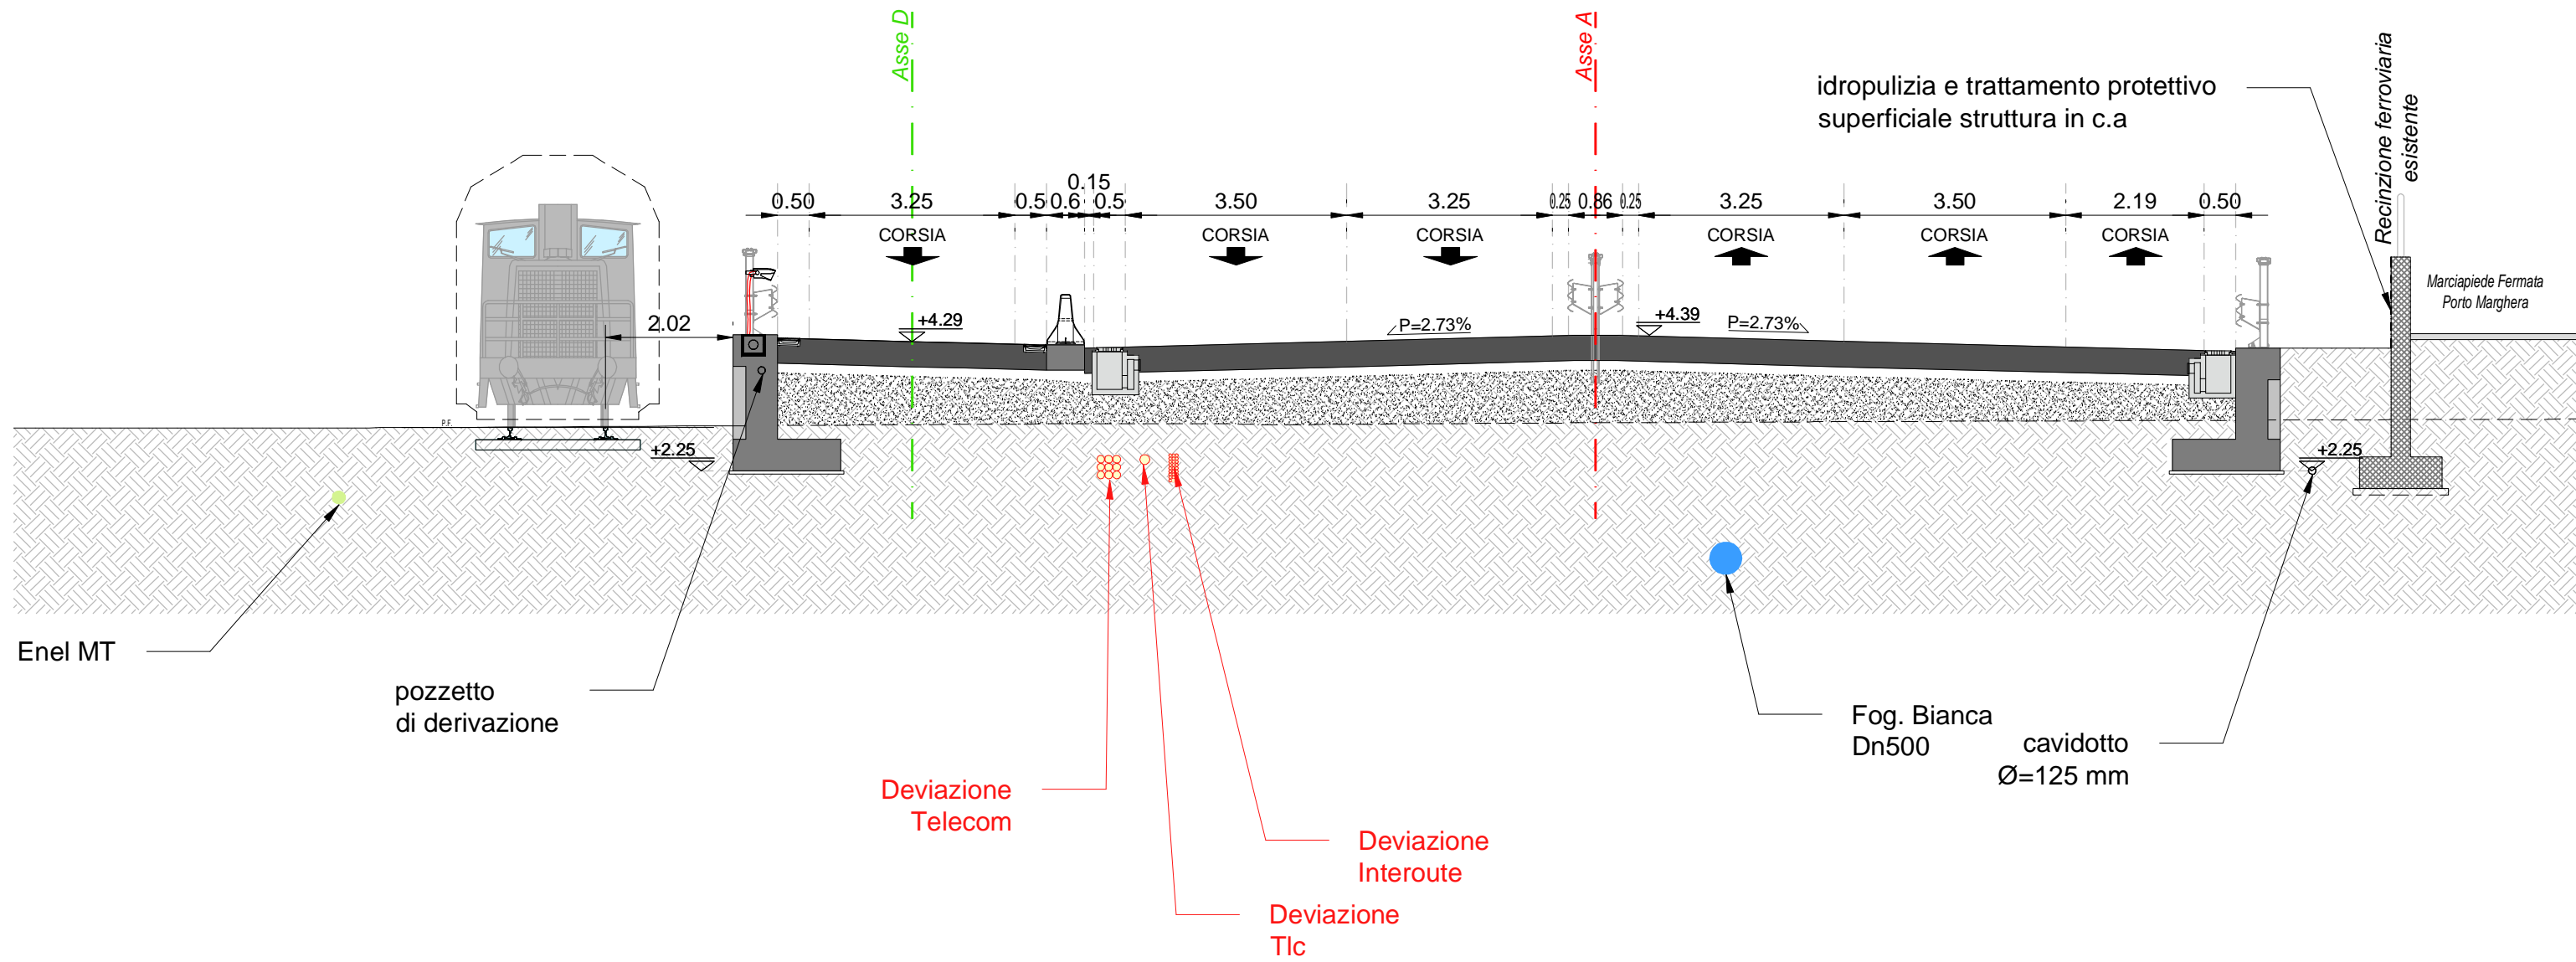 Asse D
Asse A
idropulizia e trattamento protettivo
superficiale struttura in c.a
Recinzione ferroviaria
esistente
0.15
0.50
3.25
0.5
0.6
0.5
3.50
3.25
0.25
0.86
0.25
3.25
3.50
2.19
0.50
CORSIA
CORSIA
CORSIA
CORSIA
CORSIA
CORSIA
Marciapiede Fermata
Porto Marghera
2.02
+4.29
P=2.73%
+4.39
P=2.73%
P.F.
+2.25
+2.25
Enel MT
pozzetto
di derivazione
Fog. Bianca
Dn500
cavidotto
Ø=125 mm
Deviazione
Telecom
Deviazione
Interoute
Deviazione
Tlc